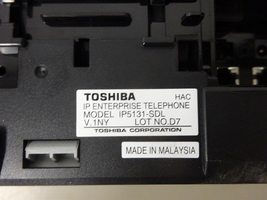 TOSHIBA HAC
IP ENTERPRISE TELEPHONE
MODEL IP5131-SDL
V.1NY LOT NO.D7
TOSHIBA CORPORATION
MADE IN MALAYSIA